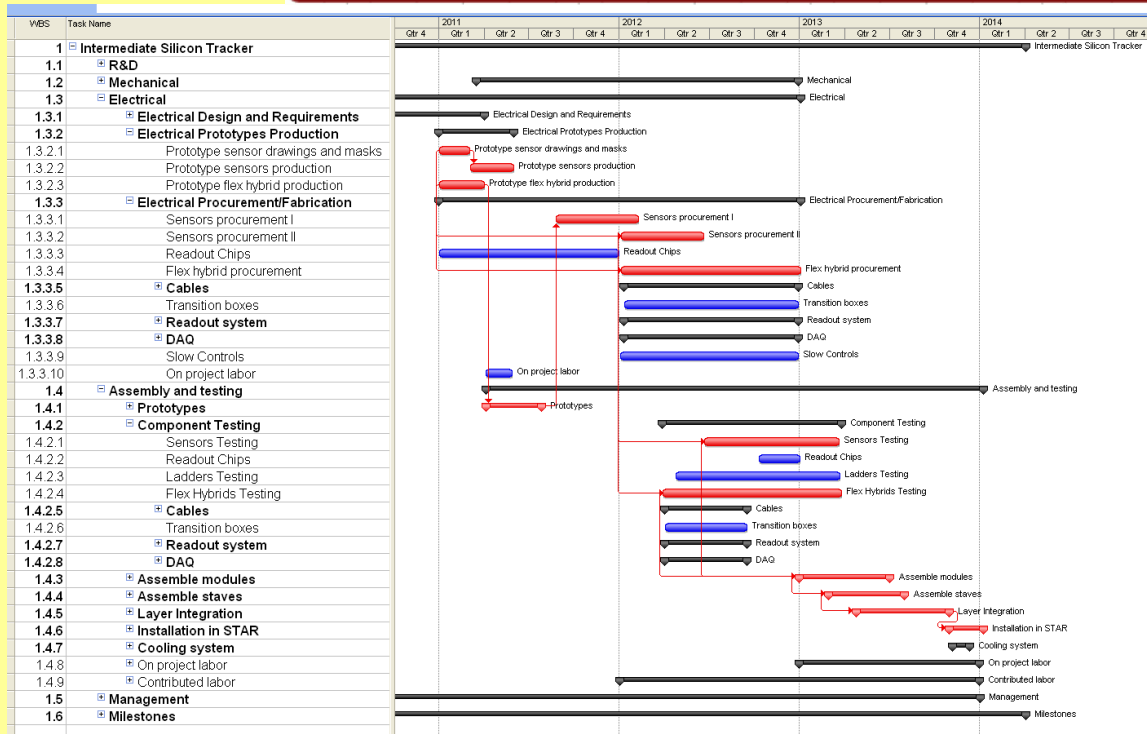 WBS Task Name 2011 2012 2013 2014
Qtr 4 Qtr 1 Qtr 2 Qtr 3 Qtr 4 Qtr 1 Qtr 2 Qtr 3 Qtr 4 Qtr 1 Qtr 2 Qtr 3 Qtr 4 Qtr 1 Qtr 2 Qtr 3 Qtr 4
1 Intermediate Silicon Tracker Intermediate Silicon Tracker
1.1 R&D
1.2 Mechanical Mechanical
1.3 Electrical Electrical
1.3.1 Electrical Design and Requirements Electrical Design and Requirements
1.3.2 Electrical Prototypes Production Electrical Prototypes Production
1.3.2.1 Prototype sensor drawings and masks Prototype sensor drawings and masks
1.3.2.2 Prototype sensors production Prototype sensors production
1.3.2.3 Prototype flex hybrid production Prototype flex hybrid production
1.3.3 Electrical Procurement/Fabrication Electrical Procurement/Fabrication
1.3.3.1 Sensors procurement I Sensors procurement I
1.3.3.2 Sensors procurement II Sensors procurement II
1.3.3.3 Readout Chips Readout Chips
1.3.3.4 Flex hybrid procurement Flex hybrid procurement
1.3.3.5 Cables Cables
1.3.3.6 Transition boxes Transition boxes
1.3.3.7 Readout system Readout system
1.3.3.8 DAQ DAQ
1.3.3.9 Slow Controls Slow Controls
1.3.3.10 On project labor On project labor
1.4 Assembly and testing Assembly and testing
1.4.1 Prototypes Prototypes
1.4.2 Component Testing Component Testing
1.4.2.1 Sensors Testing Sensors Testing
1.4.2.2 Readout Chips Readout Chips
1.4.2.3 Ladders Testing Ladders Testing
1.4.2.4 Flex Hybrids Testing Flex Hybrids Testing
1.4.2.5 Cables Cables
1.4.2.6 Transition boxes Transition boxes
1.4.2.7 Readout system Readout system
1.4.2.8 DAQ DAQ
1.4.3 Assemble modules Assemble modules
1.4.4 Assemble staves Assemble staves
1.4.5 Layer Integration Layer Integration
1.4.6 Installation in STAR Installation in STAR
1.4.7 Cooling system Cooling system
1.4.8 On project labor On project labor
1.4.9 Contributed labor Contributed labor
1.5 Management Management
1.6 Milestones Milestones